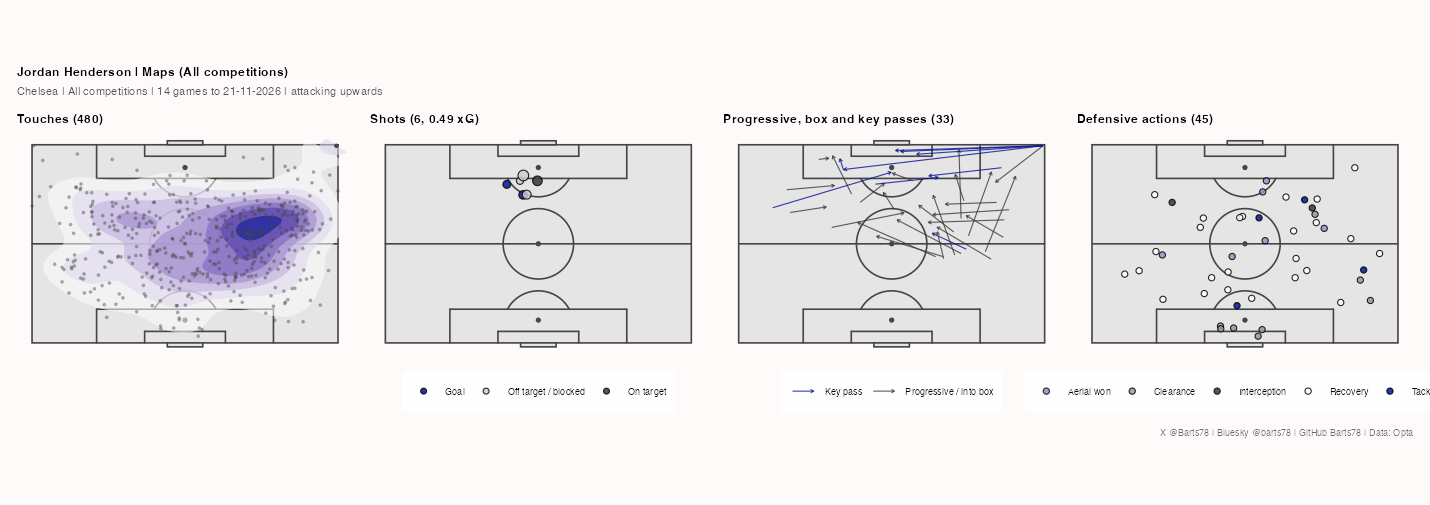 Jordan Henderson | Maps (All competitions)
Chelsea | All competitions | 14 games to 21-11-2026 | attacking upwards
Touches (480)
Shots (6, 0.49 xG)
Progressive, box and key passes (33)
Defensive actions (45)
Goal
Off target / blocked
On target
Key pass
Progressive / Into box
Aerial won
Clearance
Interception
Recovery
Tack
X @Barts78 | Bluesky @barts78 | GitHub Barts78 | Data: Opta